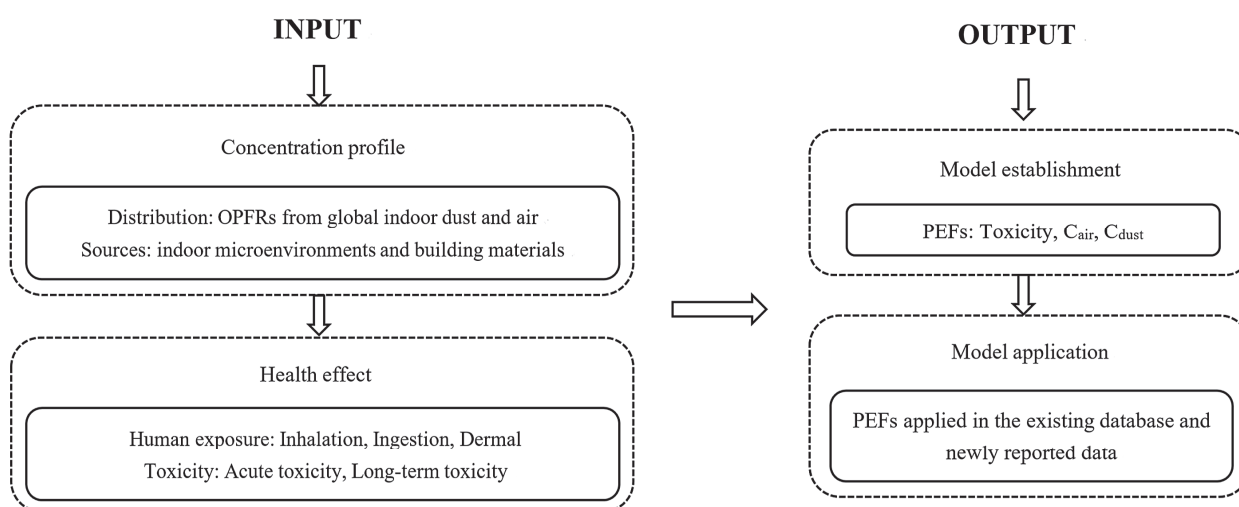 INPUT
Concentration profile
Distribution: OPFRs from global indoor dust and air
Sources: indoor microenvironments and building materials
Health effect
Human exposure: Inhalation, Ingestion, Dermal
Toxicity: Acute toxicity, Long-term toxicity
OUTPUT
Model establishment
PEFs: Toxicity, Cair, Cdust
Model application
PEFs applied in the existing database and
newly reported data